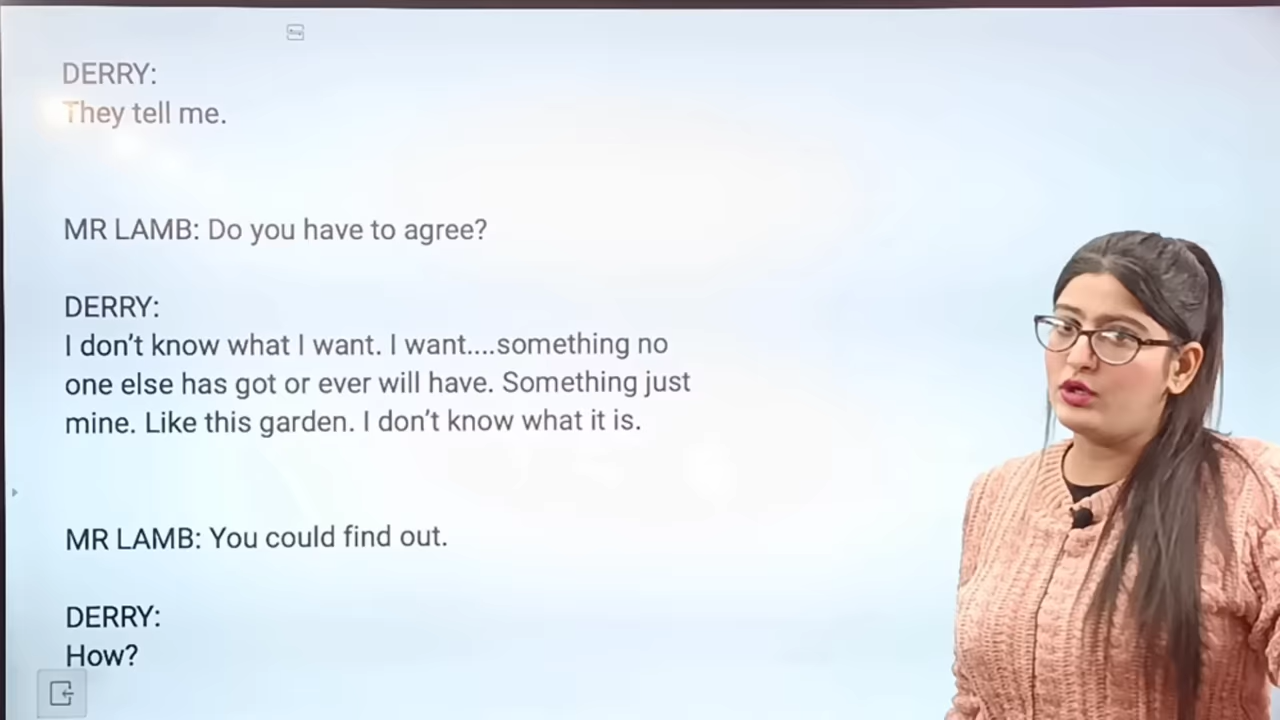 DERRY:
They tell me.
MR LAMB: Do you have to agree?
DERRY:
I don’t know what I want. I want....something no
one else has got or ever will have. Something just
mine. Like this garden. I don’t know what it is.
MR LAMB: You could find out.
DERRY:
How?